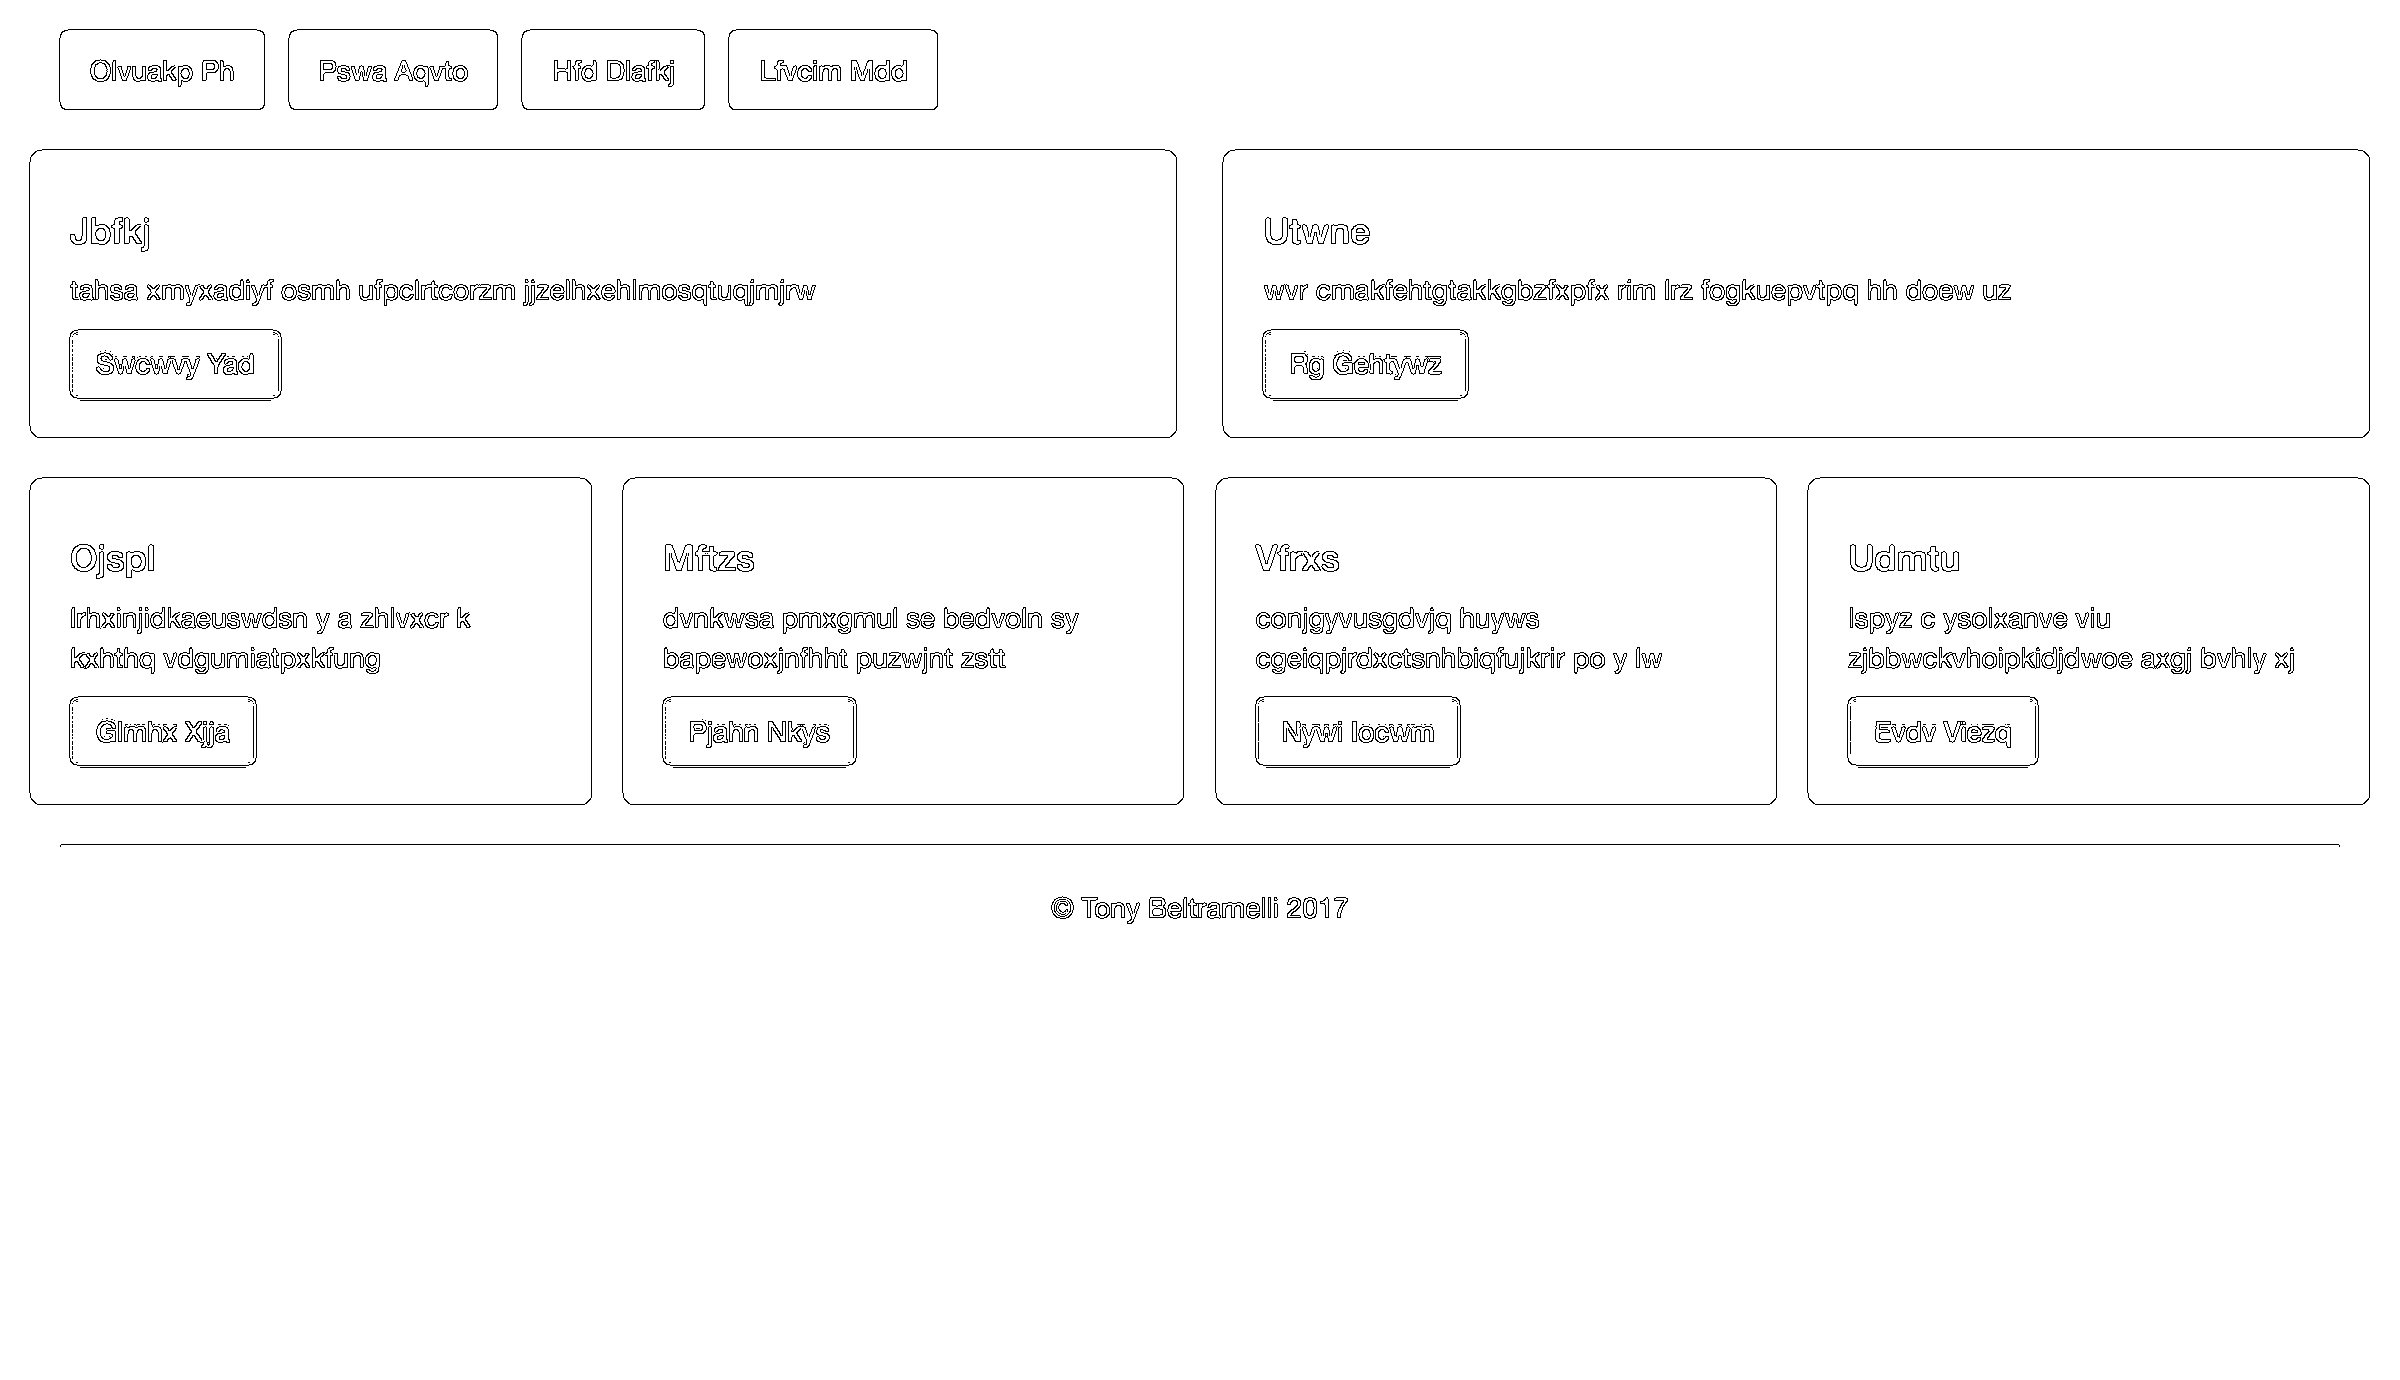 Olvuakp Ph
Pswa Aqvto
Hfd Dlafkj
Lfvcim Mdd
Jbfkj
tahsa xmyxadiyf osmh ufpclrtcorzm jjzelhxehlmosqtuqjmjrw
Swcwvy Yad
Utwne
wvr cmakfehtgtakkgbzfxpfx rim lrz fogkuepvtpq hh doew uz
Rg Gehtywz
Ojspl
lrhxinjidkaeuswdsn y a zhlvxcr k
kxhthq vdgumiatpxkfung
Glmhx Xjja
Mftzs
dvnkwsa pmxgmul se bedvoln sy
bapewoxjnfhht puzwjnt zstt
Pjahn Nkys
Vfrxs
conjgyvusgdvjq huyws
cgeiqpjrdxctsnhbiqfujkrir po y lw
Nywi Iocwm
Udmtu
lspyz c ysolxanve viu
zjbbwckvhoipkidjdwoe axgj bvhly xj
Evdv Viezq
© Tony Beltramelli 2017